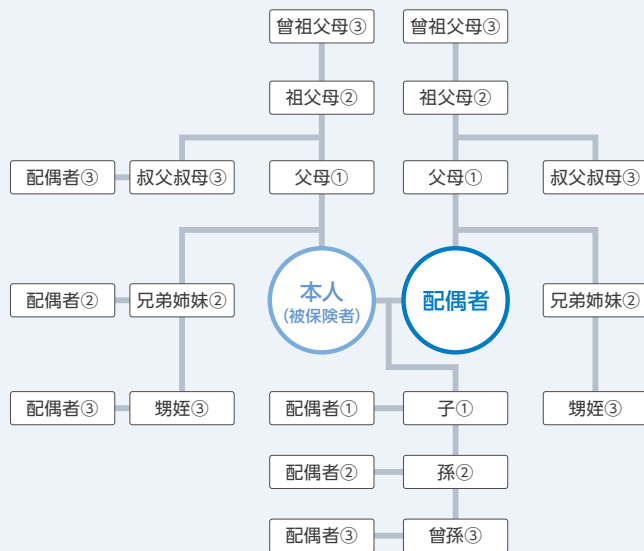 曾祖父母③
曾祖父母③
祖父母②
祖父母②
配偶者③
叔父叔母③
父母①
父母①
叔父叔母③
配偶者②
兄弟姉妹②
本人
(被保険者)
配偶者
兄弟姉妹②
配偶者③
甥姪③
配偶者①
子①
甥姪③
配偶者②
孫②
配偶者③
曾孫③